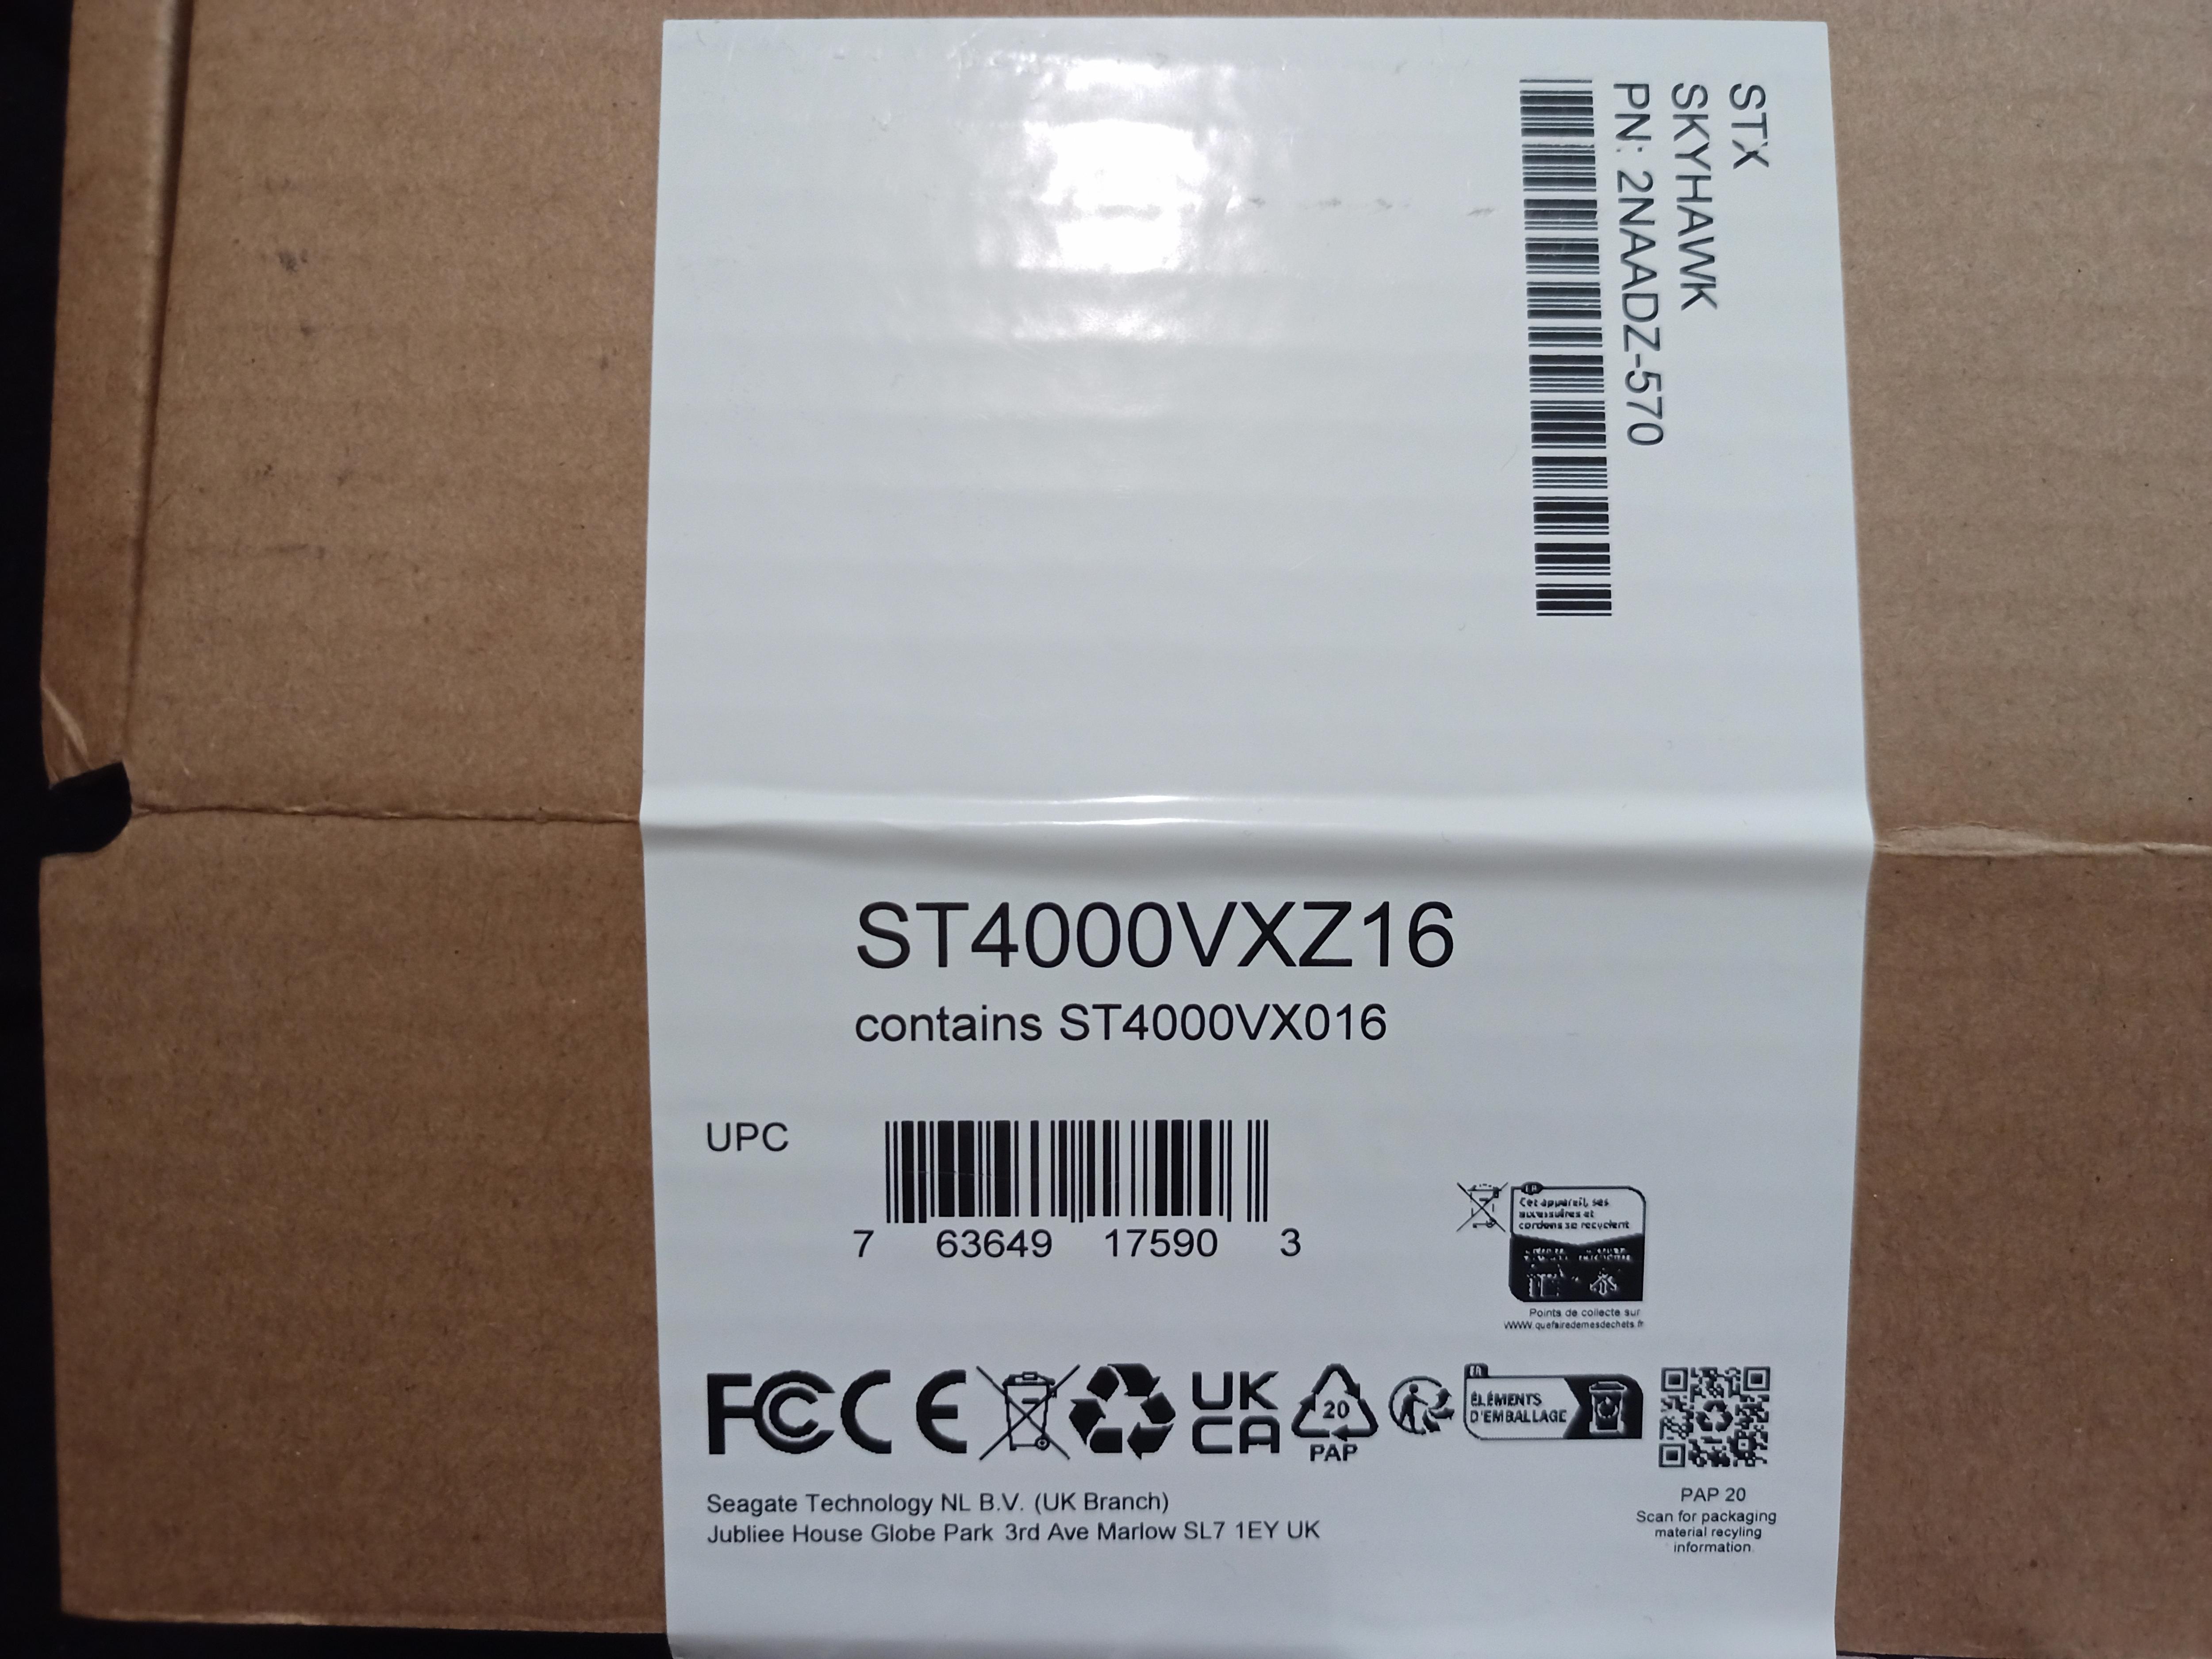 STX
SKYHAWK
PN: 2NAADZ-570
ST4000VXZ16
contains ST4000VX016
UPC
7 63649 17590 3
FR
Cet appareil, ses
accessoires et
cordons se recyclent
Points de collecte sur
www.quefairedemesdechets.fr
FC CE
UK
CA
20
PAP
FR
ÉLÉMENTS
D'EMBALLAGE
Seagate Technology NL B.V. (UK Branch)
Jubliee House Globe Park 3rd Ave Marlow SL7 1EY UK
PAP 20
Scan for packaging
material recyling
information